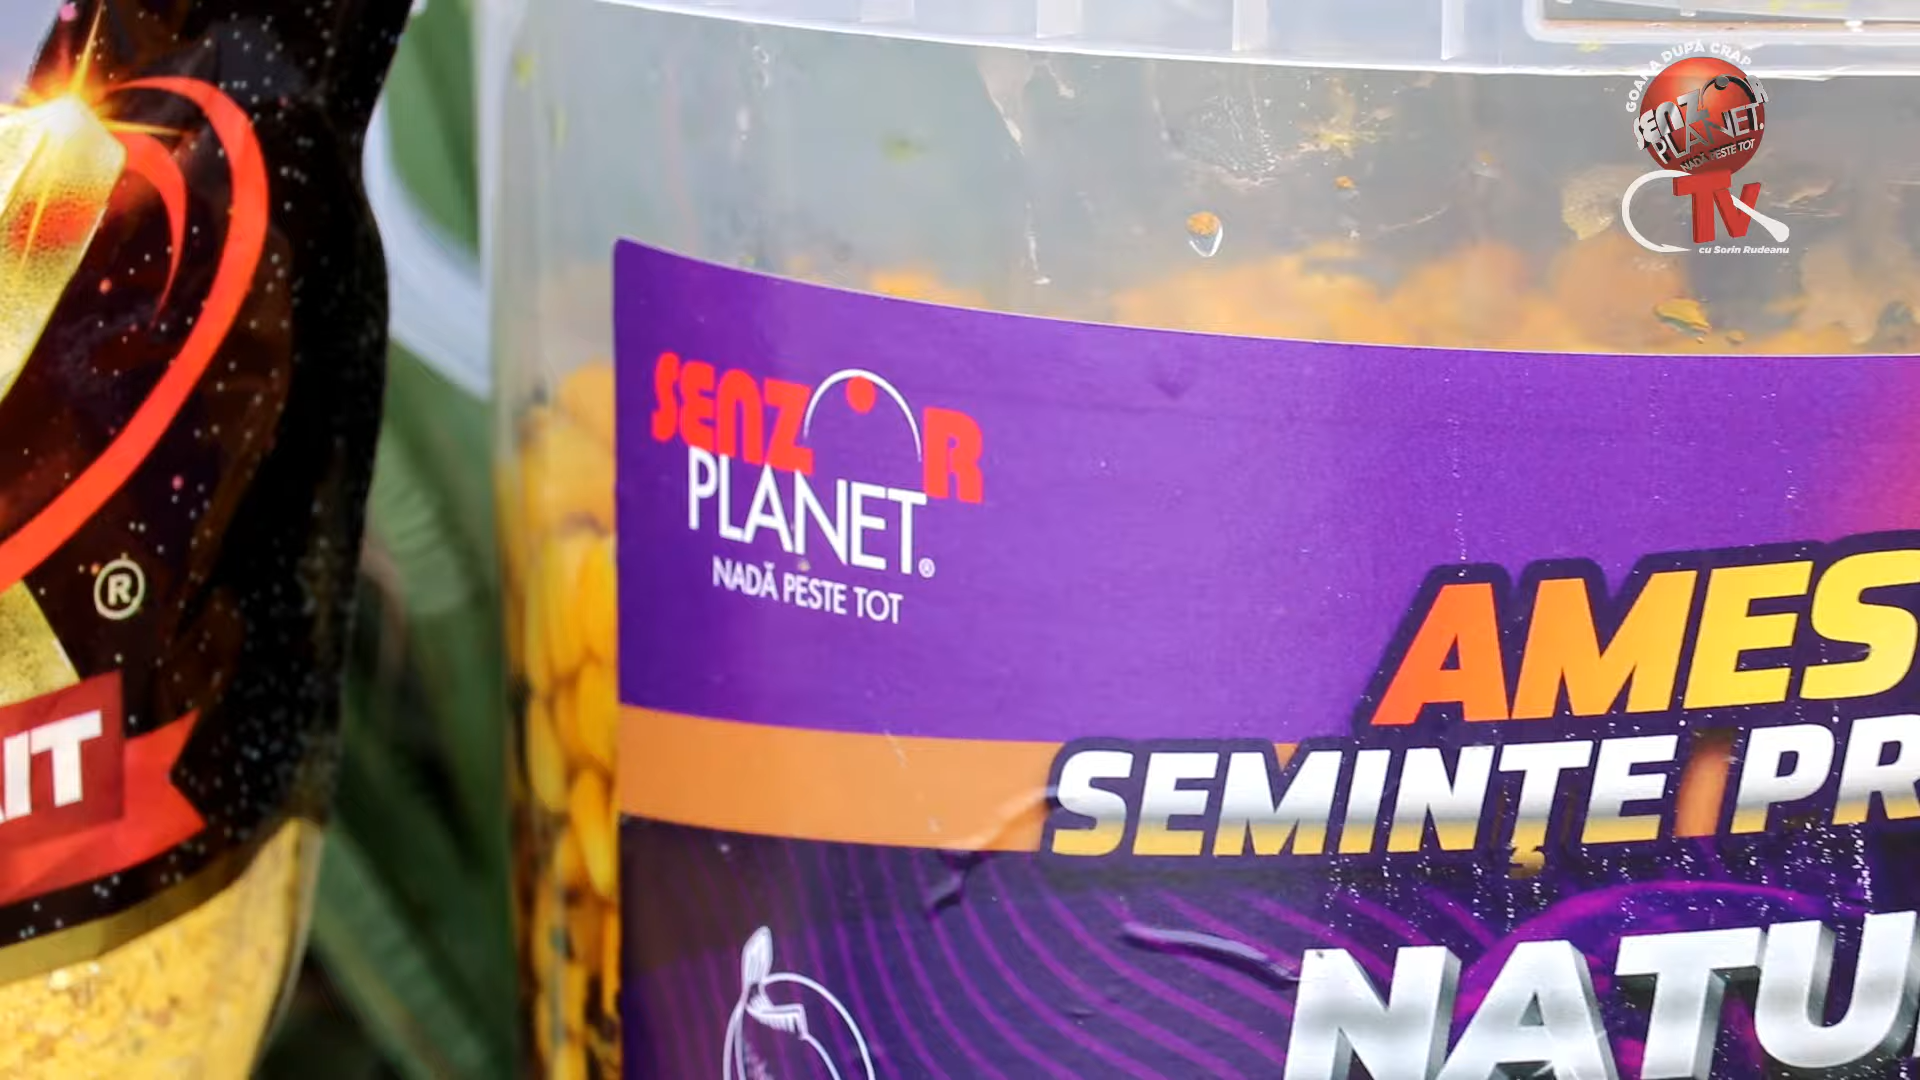 GOANA DUPĂ CRAP
SENZOR
PLANET.
NADĂ PESTE TOT
TV
cu Sorin Rudeanu
SENZOR
PLANET®
NADĂ PESTE TOT
AMES
SEMINȚE PR
NATU
®
AIT